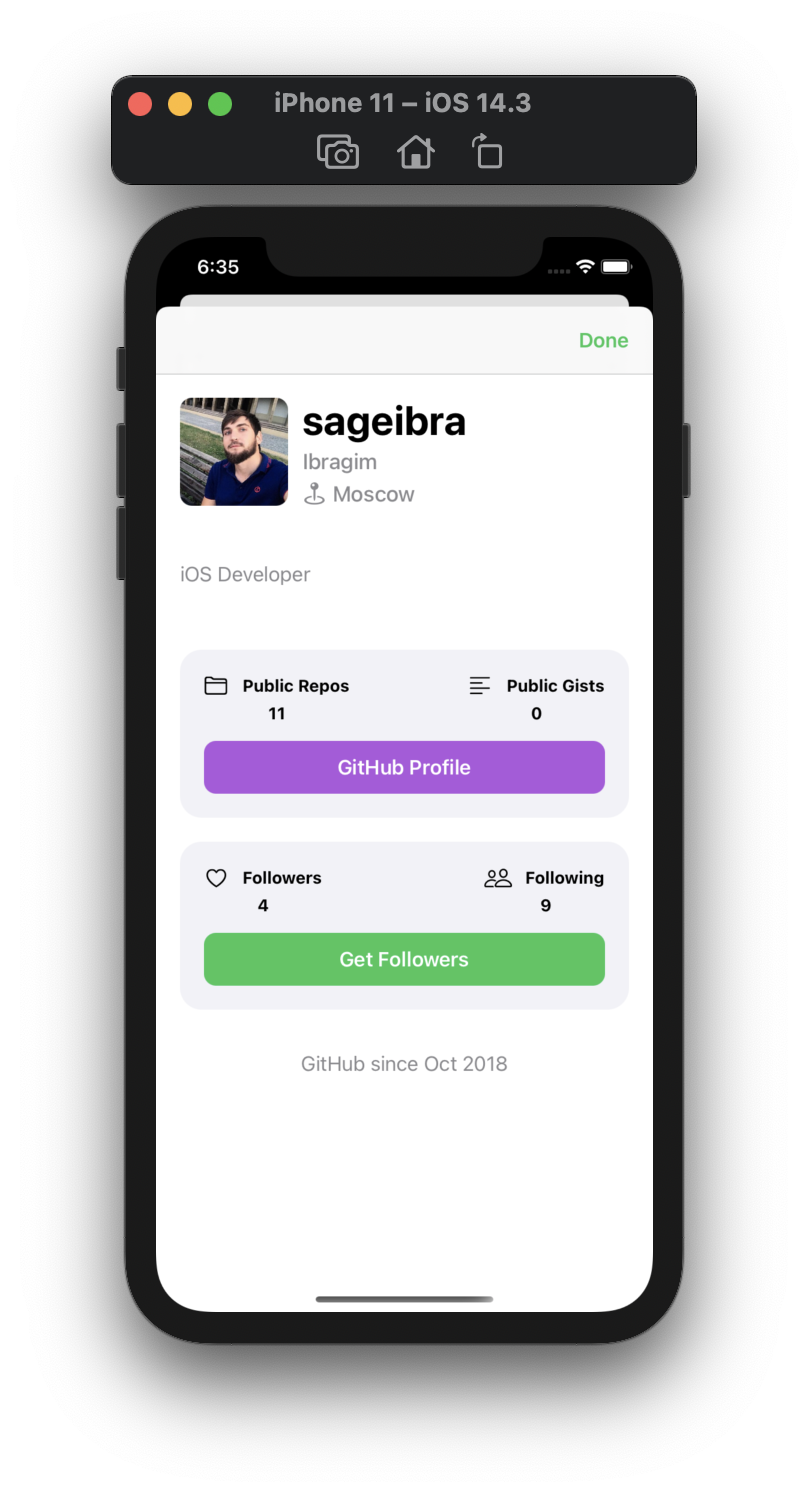 iPhone 11 – iOS 14.3
6:35
Done
sageibra
Ibragim
Moscow
iOS Developer
Public Repos
11
Public Gists
0
GitHub Profile
Followers
4
Following
9
Get Followers
GitHub since Oct 2018